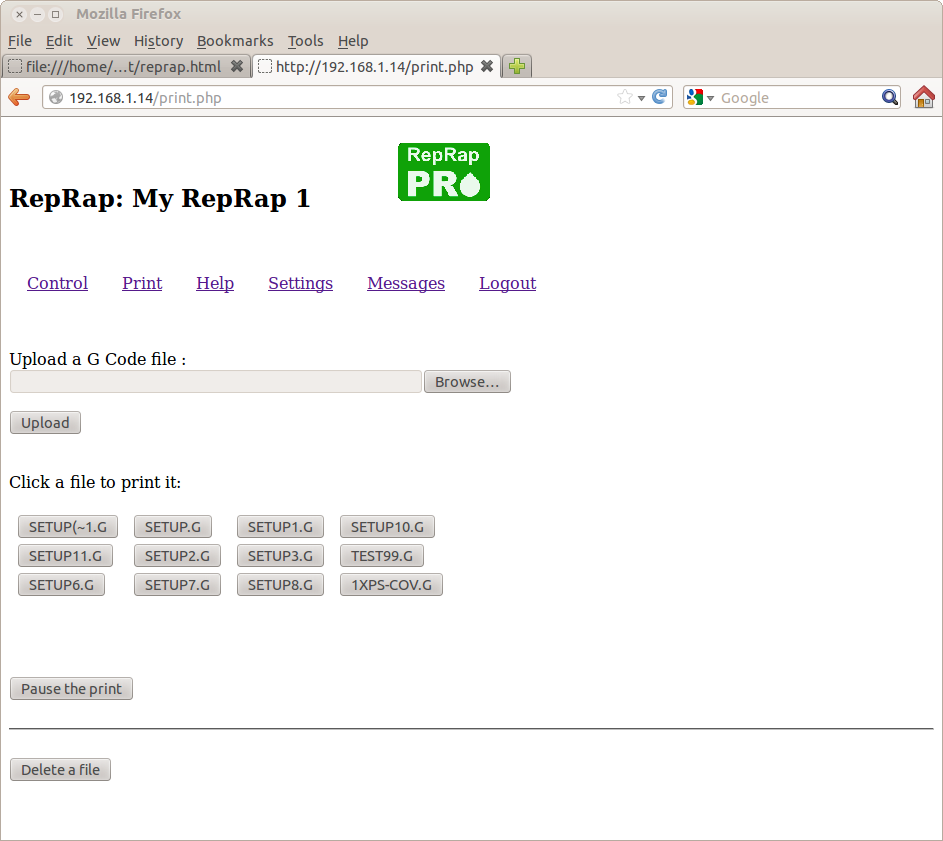 Mozilla Firefox
File Edit View History Bookmarks Tools Help
file:///home/...t/reprap.html http://192.168.1.14/print.php
192.168.1.14/print.php Google
RepRap
PRO
RepRap: My RepRap 1
Control Print Help Settings Messages Logout
Upload a G Code file :
Browse...
Upload
Click a file to print it:
SETUP(~1.G SETUP.G SETUP1.G SETUP10.G
SETUP11.G SETUP2.G SETUP3.G TEST99.G
SETUP6.G SETUP7.G SETUP8.G 1XPS-COV.G
Pause the print
Delete a file